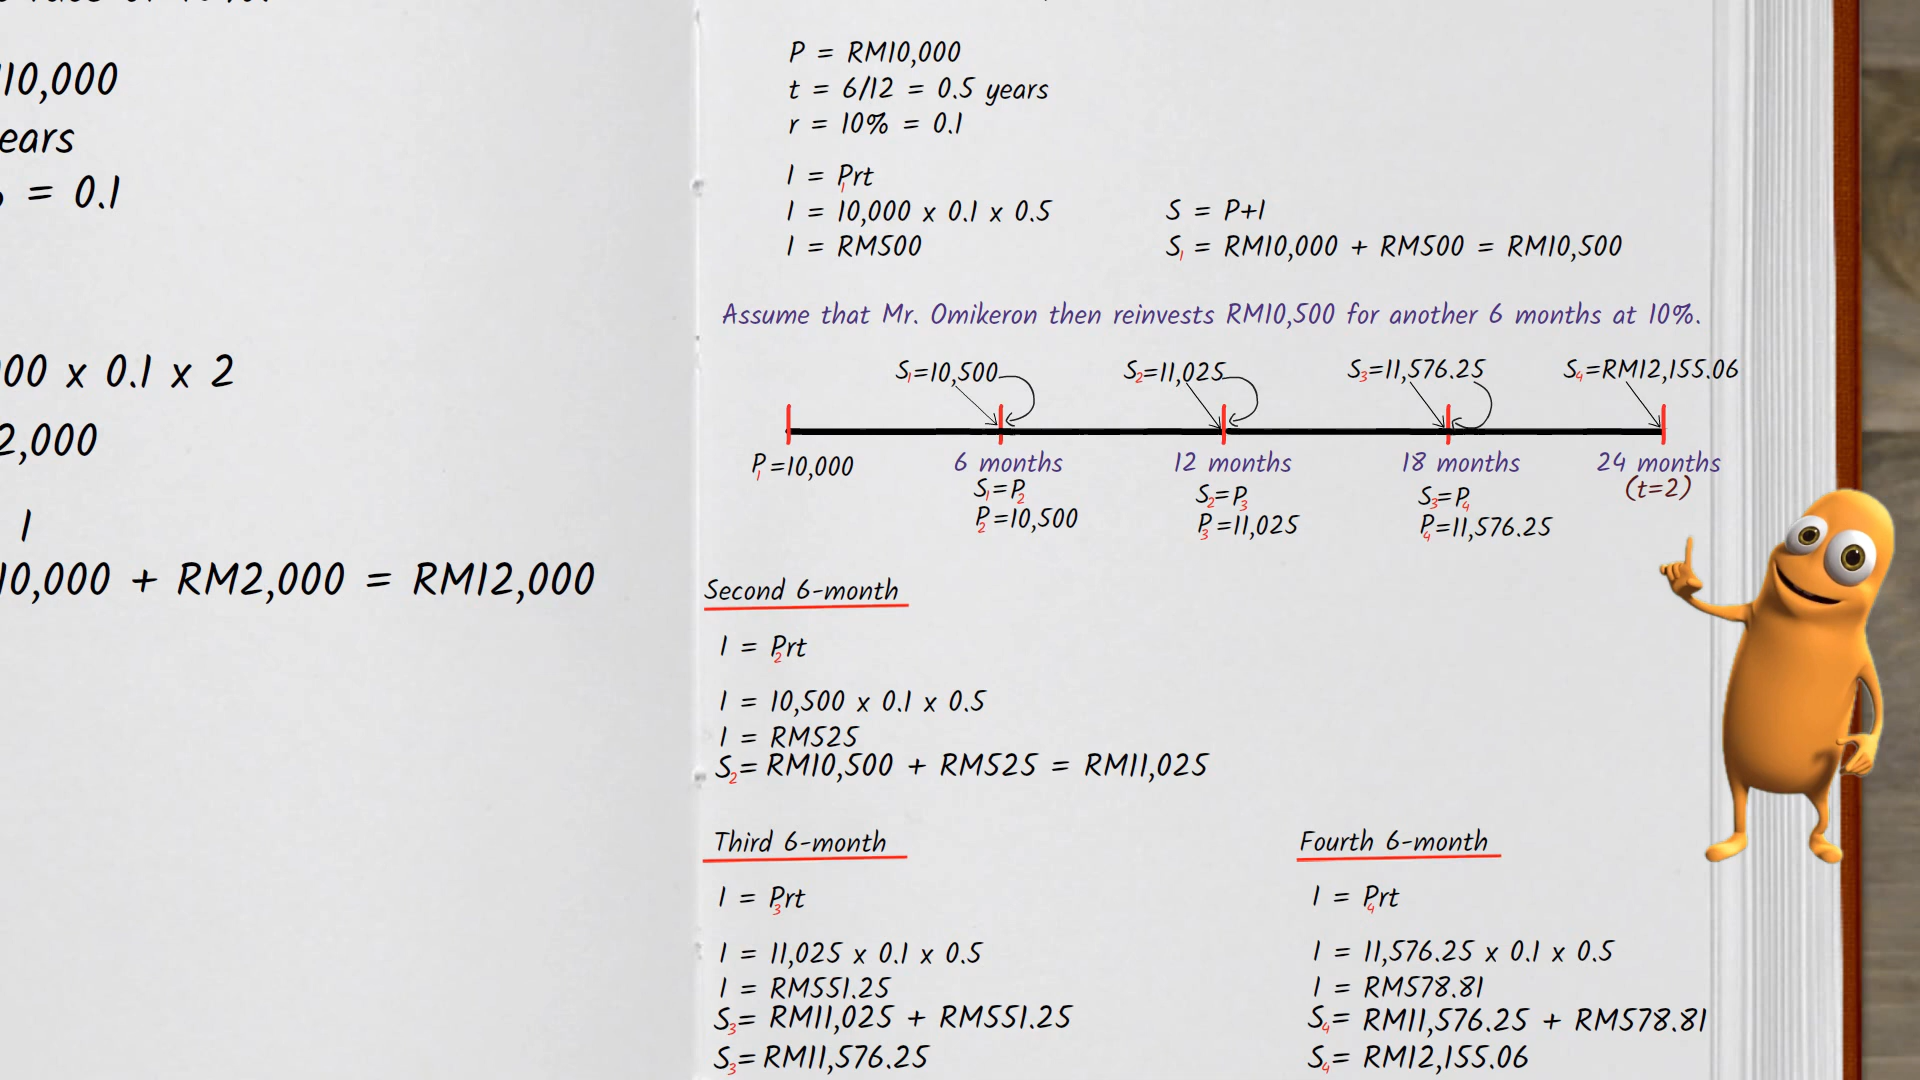 10,000
ears
= 0.1
00 x 0.1 x 2
2,000
I
10,000 + RM2,000 = RM12,000
P = RM10,000
t = 6/12 = 0.5 years
r = 10% = 0.1
I = P₁rt
I = 10,000 x 0.1 x 0.5
I = RM500
S = P+I
S₁ = RM10,000 + RM500 = RM10,500
Assume that Mr. Omikeron then reinvests RM10,500 for another 6 months at 10%.
S₁=10,500
S₂=11,025
S₃=11,576.25
S₄=RM12,155.06
P₁=10,000
6 months
S₁=P₂
P₂=10,500
12 months
S₂=P₃
P₃=11,025
18 months
S₃=P₄
P₄=11,576.25
24 months
(t=2)
Second 6-month
I = P₂rt
I = 10,500 x 0.1 x 0.5
I = RM525
S₂= RM10,500 + RM525 = RM11,025
Third 6-month
I = P₃rt
I = 11,025 x 0.1 x 0.5
I = RM551.25
S₃= RM11,025 + RM551.25
S₃= RM11,576.25
Fourth 6-month
I = P₄rt
I = 11,576.25 x 0.1 x 0.5
I = RM578.81
S₄= RM11,576.25 + RM578.81
S₄= RM12,155.06